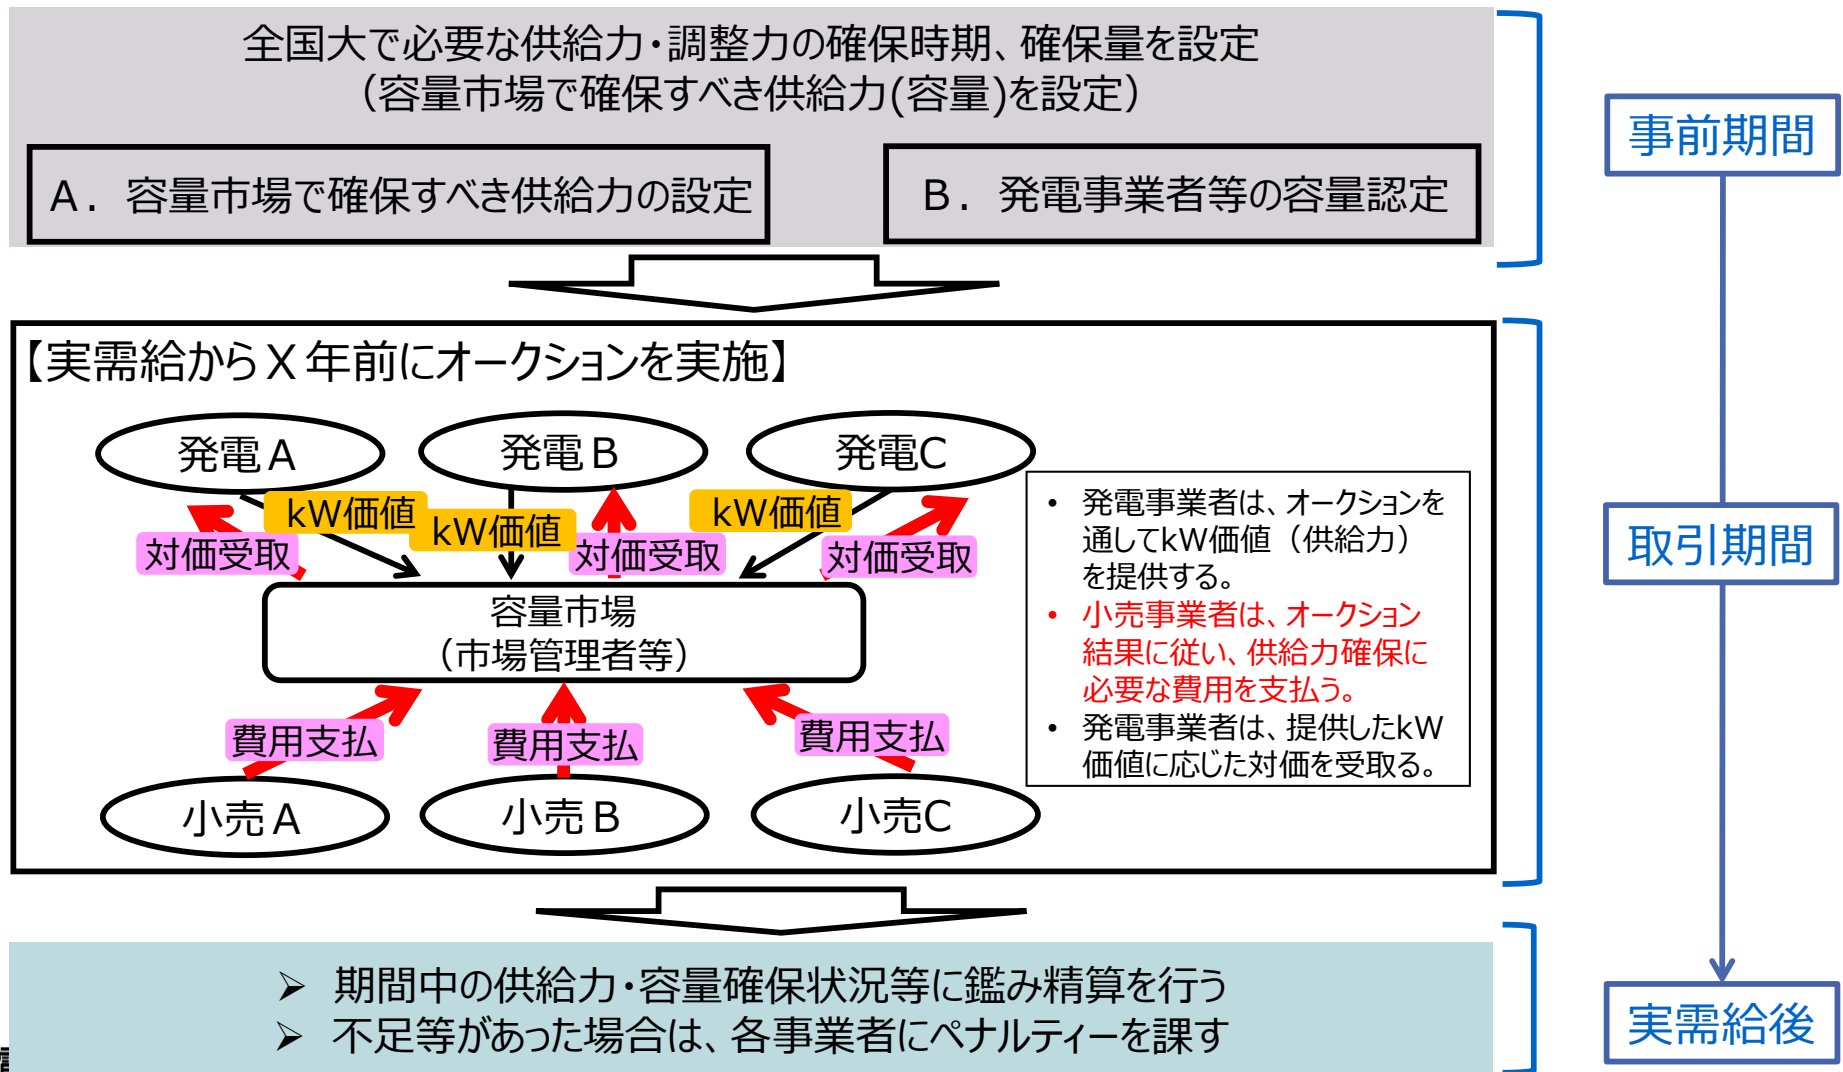 全国大で必要な供給力・調整力の確保時期、確保量を設定
（容量市場で確保すべき供給力(容量)を設定）
A．容量市場で確保すべき供給力の設定
B．発電事業者等の容量認定
事前期間
【実需給からX年前にオークションを実施】
発電A
発電B
発電C
kW価値
kW価値
kW価値
対価受取
対価受取
対価受取
容量市場
（市場管理者等）
費用支払
費用支払
費用支払
小売A
小売B
小売C
• 発電事業者は、オークションを
通してkW価値（供給力）
を提供する。
• 小売事業者は、オークション
結果に従い、供給力確保に
必要な費用を支払う。
• 発電事業者は、提供したkW
価値に応じた対価を受取る。
取引期間
➢ 期間中の供給力・容量確保状況等に鑑み精算を行う
➢ 不足等があった場合は、各事業者にペナルティーを課す
実需給後